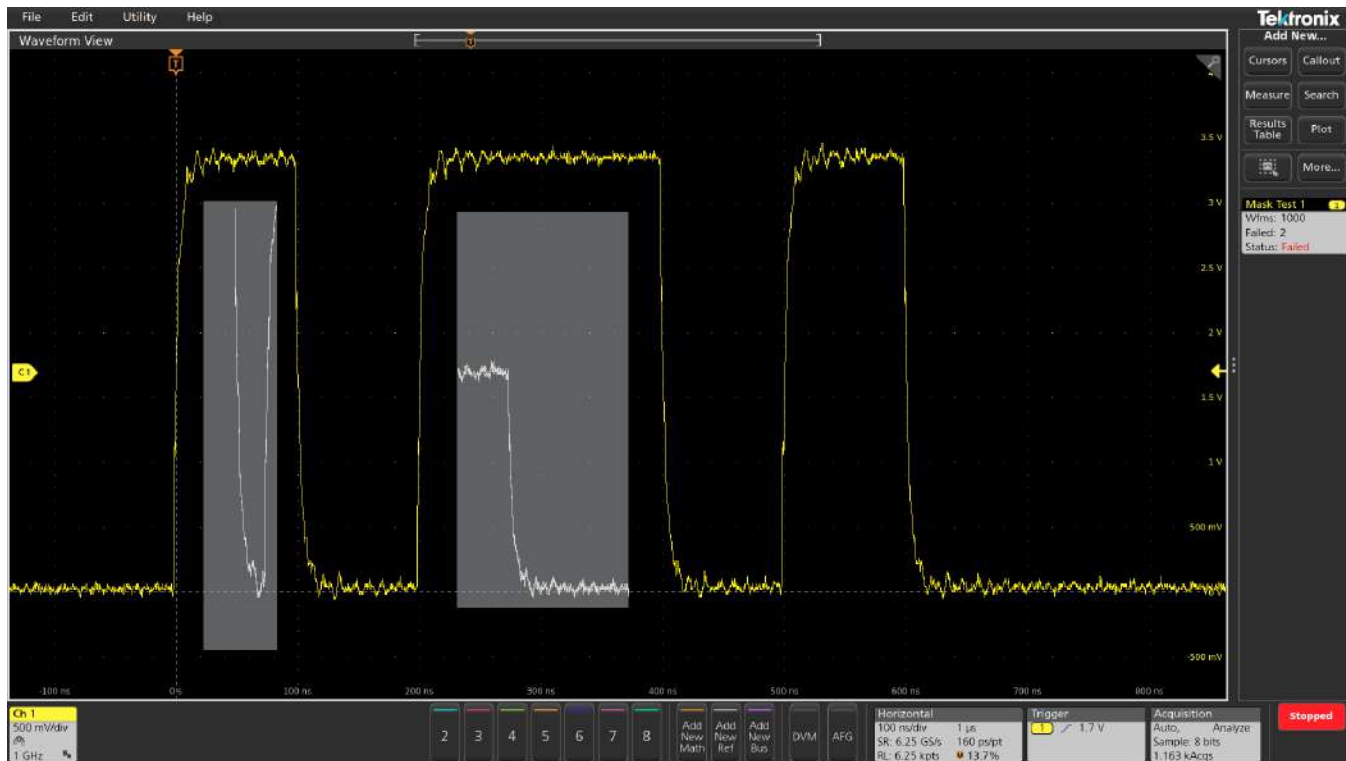 File Edit Utility Help
Tektronix
Waveform View
Add New...
T
U
Cursors Callout
Measure Search
Results Table Plot
More...
Mask Test 1 1
Wfms: 1000
Failed: 2
Status: Failed
3.5 V
3 V
2.5 V
2 V
C1
1.5 V
1 V
500 mV
-500 mV
-100 ns 0s 100 ns 200 ns 300 ns 400 ns 500 ns 600 ns 700 ns 800 ns
Ch 1
500 mV/div
1 GHz
2 3 4 5 6 7 8
Add New Math
Add New Ref
Add New Bus
DVM AFG
Horizontal
100 ns/div 1 µs
SR: 6.25 GS/s 160 ps/pt
RL: 6.25 kpts 13.7%
Trigger
1 1.7 V
Acquisition
Auto, Analyze
Sample: 8 bits
1.163 kAcqs
Stopped